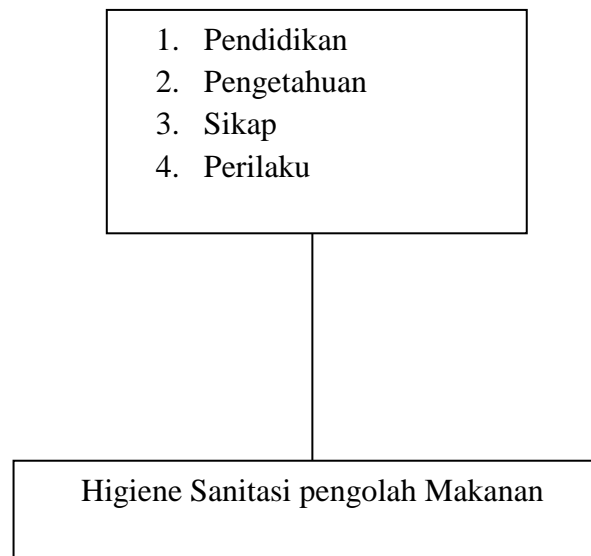 1. Pendidikan
2. Pengetahuan
3. Sikap
4. Perilaku
Higiene Sanitasi pengolah Makanan